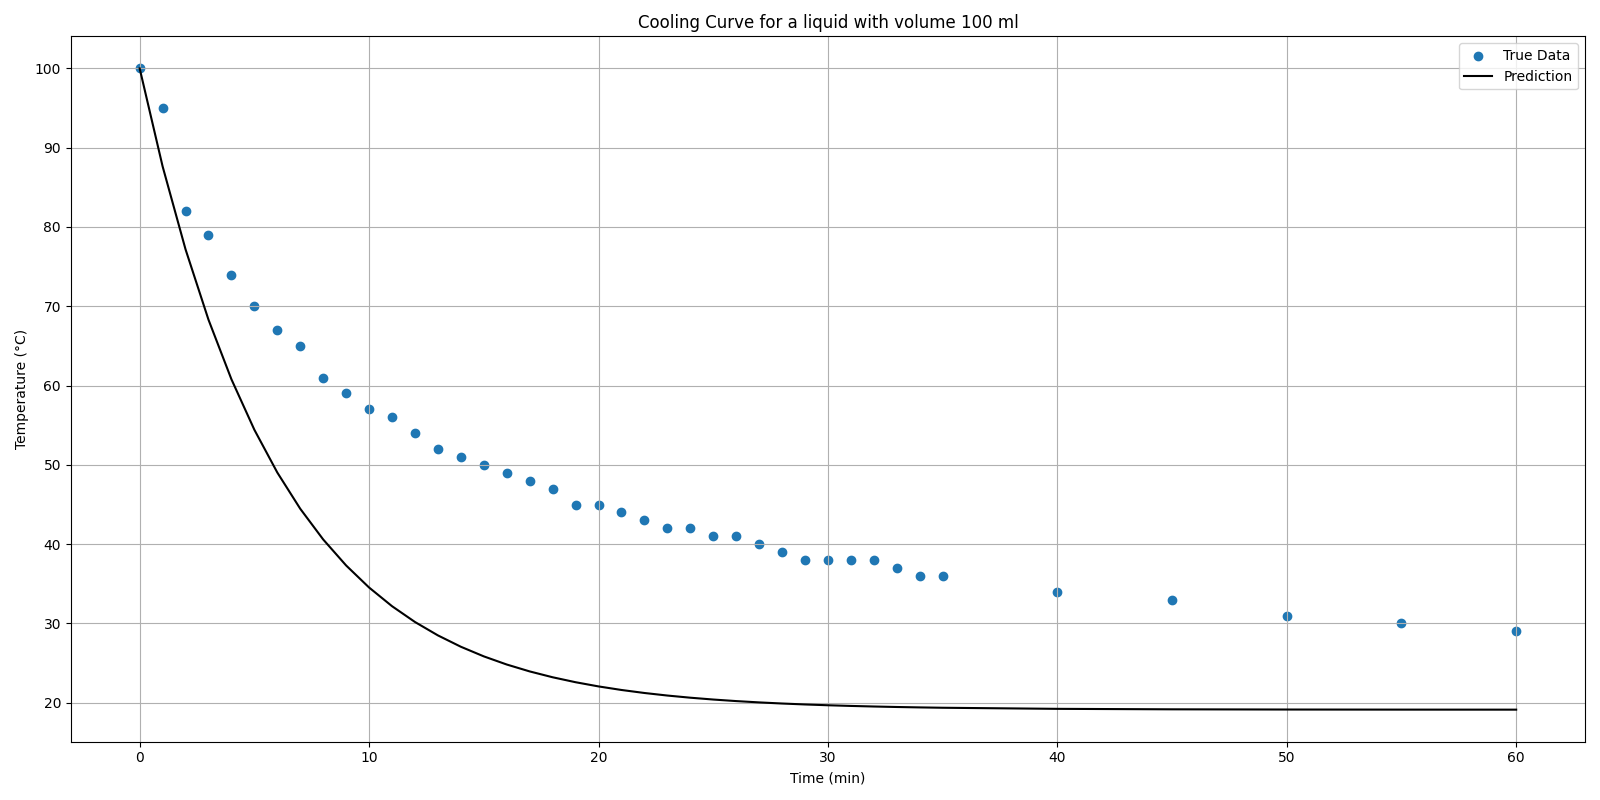 Cooling Curve for a liquid with volume 100 ml
True Data
Prediction
100
90
80
70
60
50
40
30
20
Temperature (°C)
0 10 20 30 40 50 60
Time (min)